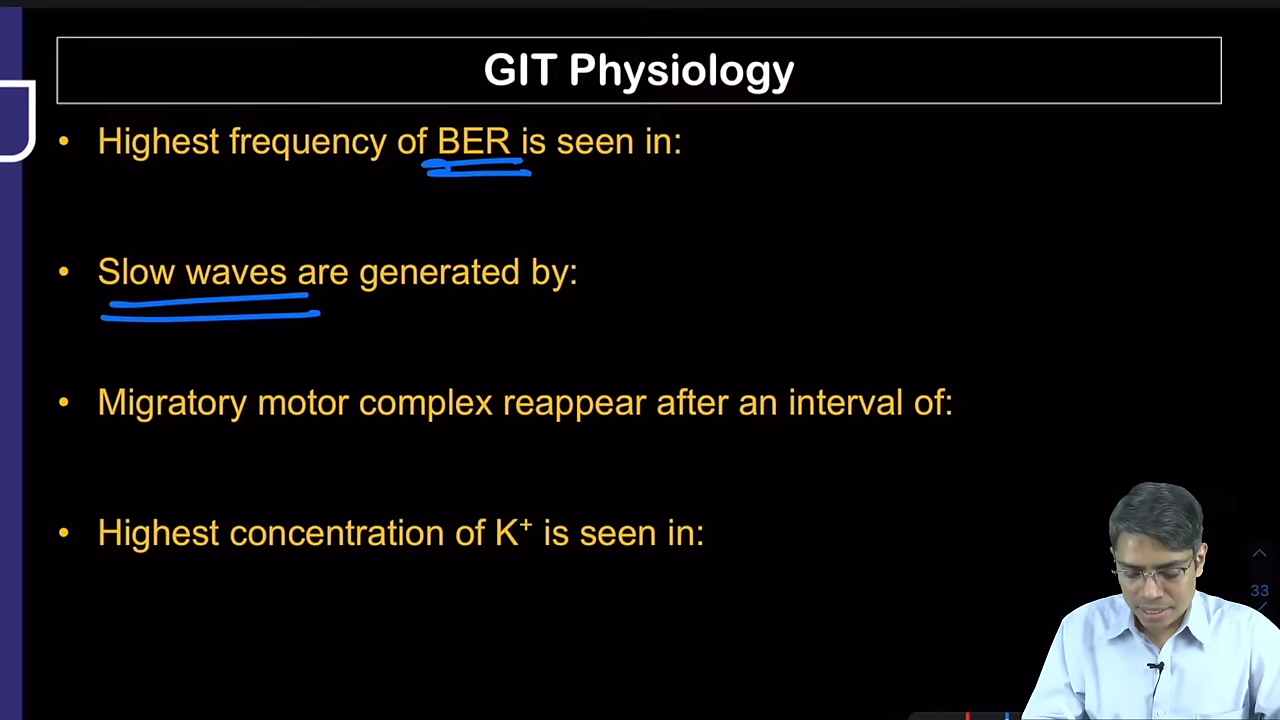 GIT Physiology
• Highest frequency of BER is seen in:
• Slow waves are generated by:
• Migratory motor complex reappear after an interval of:
• Highest concentration of K⁺ is seen in:
33